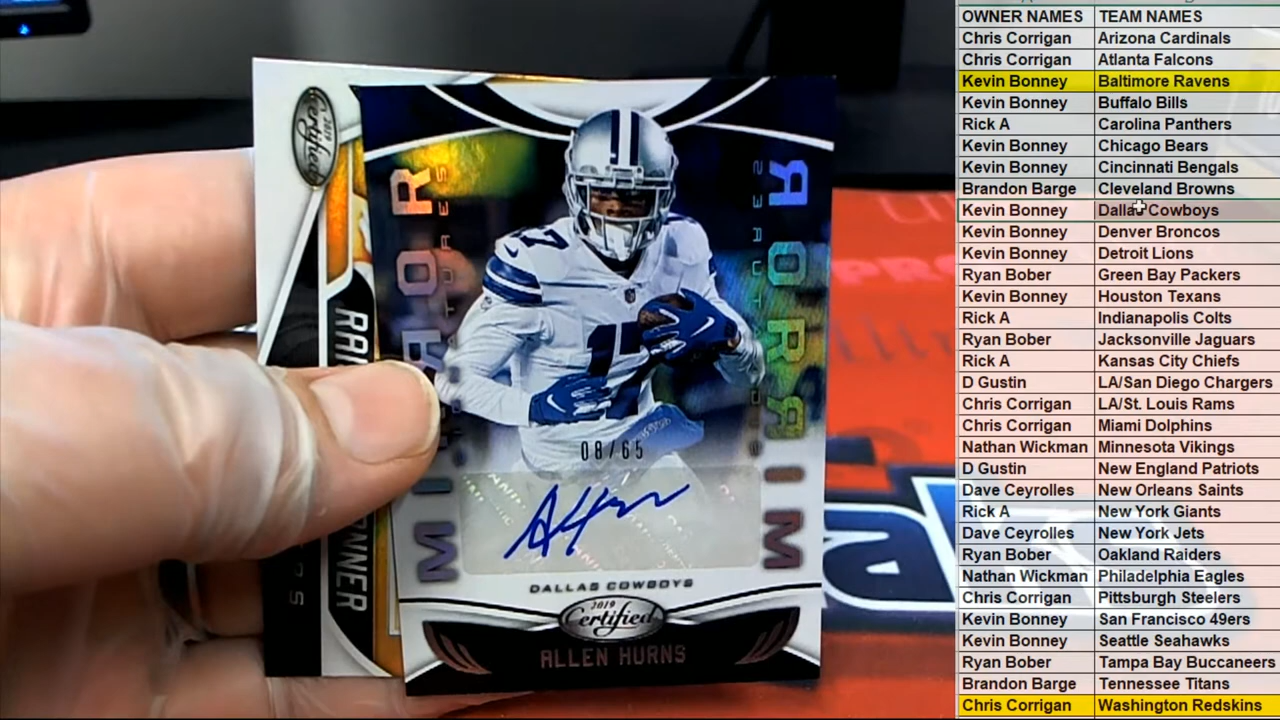 2019
Certified
MIRROR
MIRROR
SIGNATURES
17
17
08/65
DALLAS COWBOYS
2019
Certified
ALLEN HURNS
OWNER NAMES TEAM NAMES
Chris Corrigan Arizona Cardinals
Chris Corrigan Atlanta Falcons
Kevin Bonney Baltimore Ravens
Kevin Bonney Buffalo Bills
Rick A Carolina Panthers
Kevin Bonney Chicago Bears
Kevin Bonney Cincinnati Bengals
Brandon Barge Cleveland Browns
Kevin Bonney Dallas Cowboys
Kevin Bonney Denver Broncos
Kevin Bonney Detroit Lions
Ryan Bober Green Bay Packers
Kevin Bonney Houston Texans
Rick A Indianapolis Colts
Ryan Bober Jacksonville Jaguars
Rick A Kansas City Chiefs
D Gustin LA/San Diego Chargers
Chris Corrigan LA/St. Louis Rams
Chris Corrigan Miami Dolphins
Nathan Wickman Minnesota Vikings
D Gustin New England Patriots
Dave Ceyrolles New Orleans Saints
Rick A New York Giants
Dave Ceyrolles New York Jets
Ryan Bober Oakland Raiders
Nathan Wickman Philadelphia Eagles
Chris Corrigan Pittsburgh Steelers
Kevin Bonney San Francisco 49ers
Kevin Bonney Seattle Seahawks
Ryan Bober Tampa Bay Buccaneers
Brandon Barge Tennessee Titans
Chris Corrigan Washington Redskins